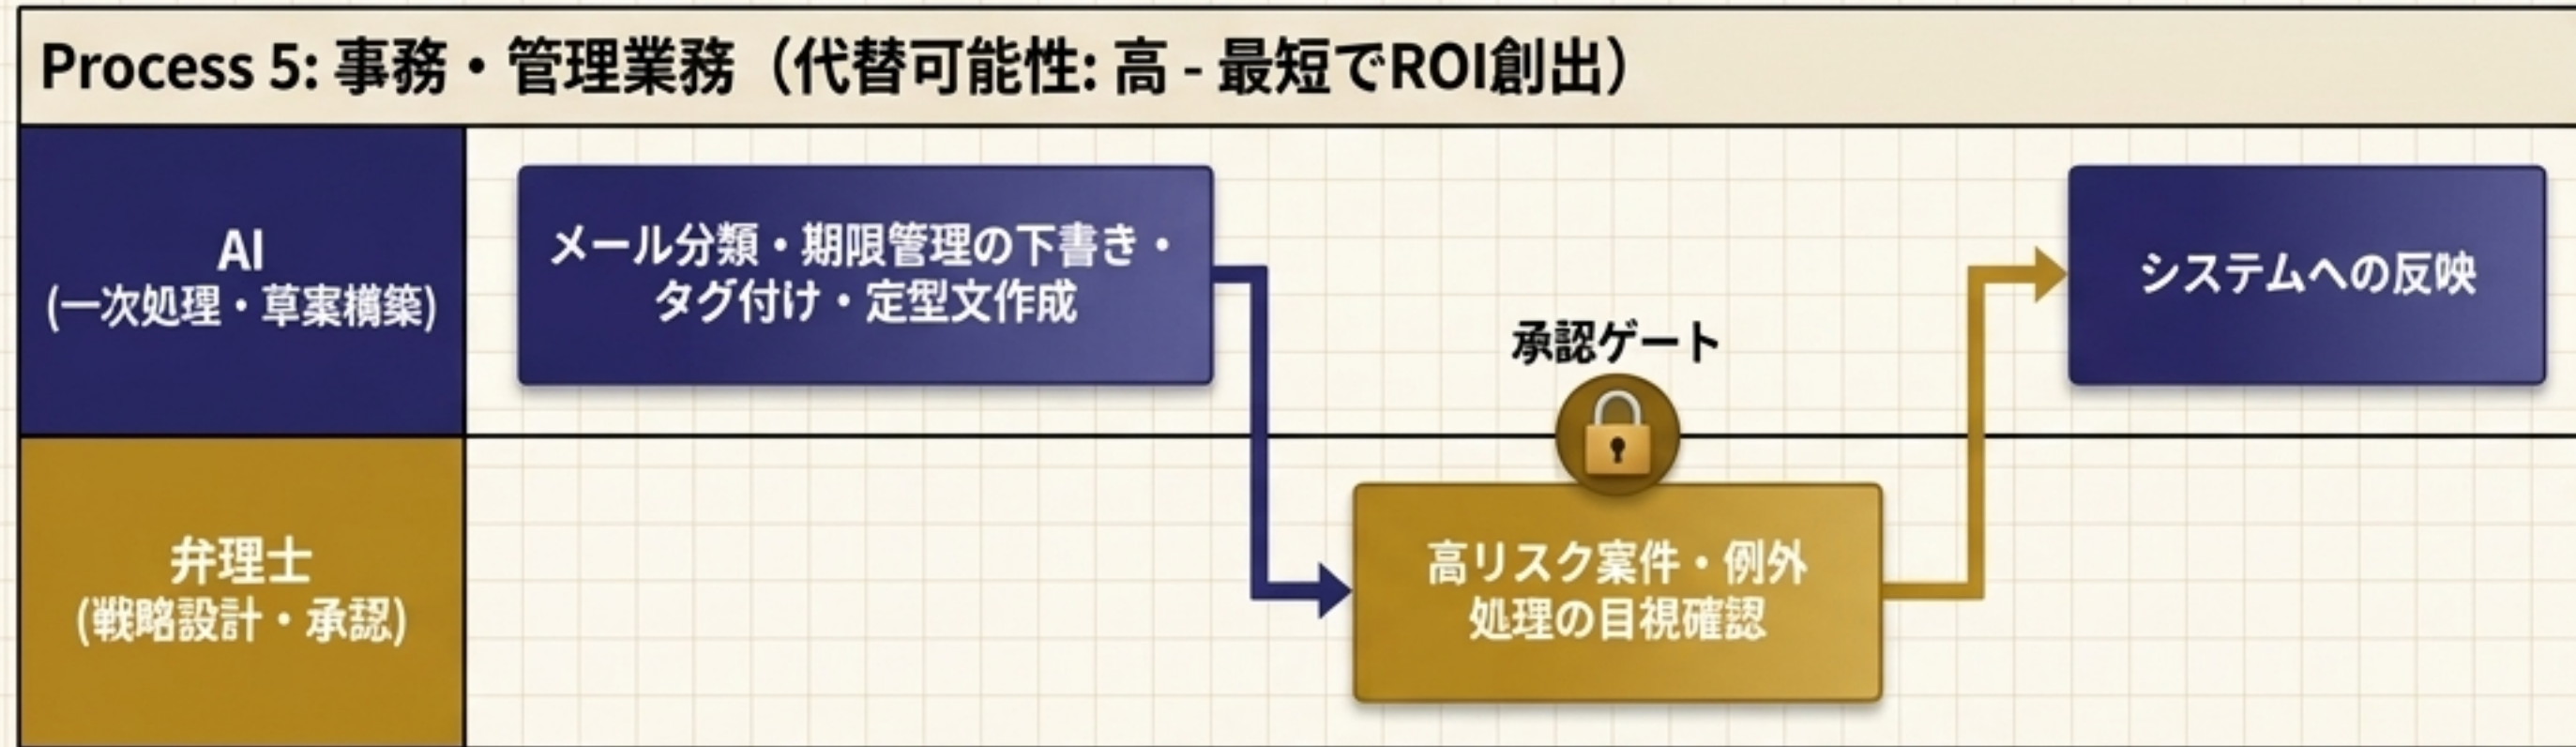 Process 5: 事務・管理業務（代替可能性: 高 - 最短でROI創出）
AI
(一次処理・草案構築)
メール分類・期限管理の下書き・
タグ付け・定型文作成
システムへの反映
承認ゲート
弁理士
(戦略設計・承認)
高リスク案件・例外
処理の目視確認